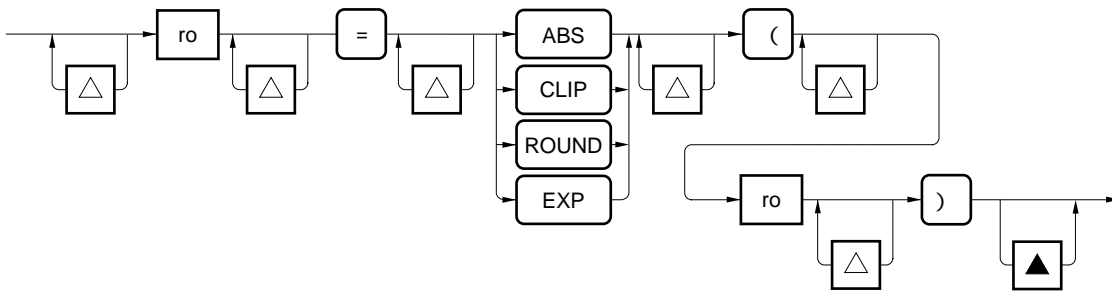 ro = ABS (
CLIP
ROUND
EXP
ro )